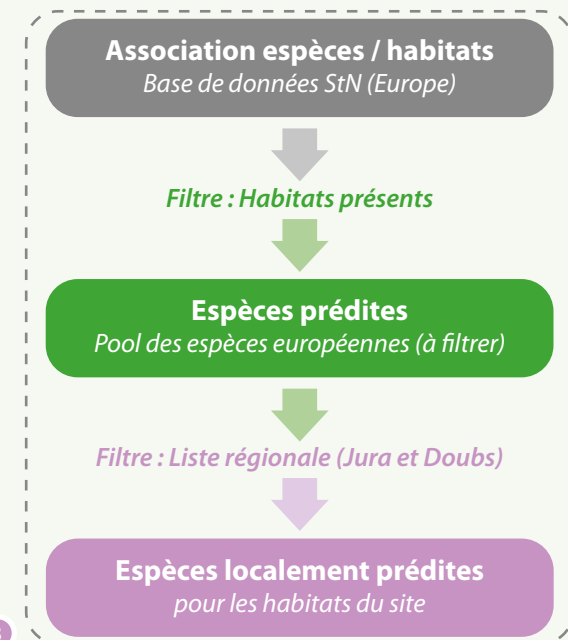 Association espèces / habitats
Base de données StN (Europe)
Filtre : Habitats présents
Espèces prédites
Pool des espèces européennes (à filtrer)
Filtre : Liste régionale (Jura et Doubs)
Espèces localement prédites
pour les habitats du site